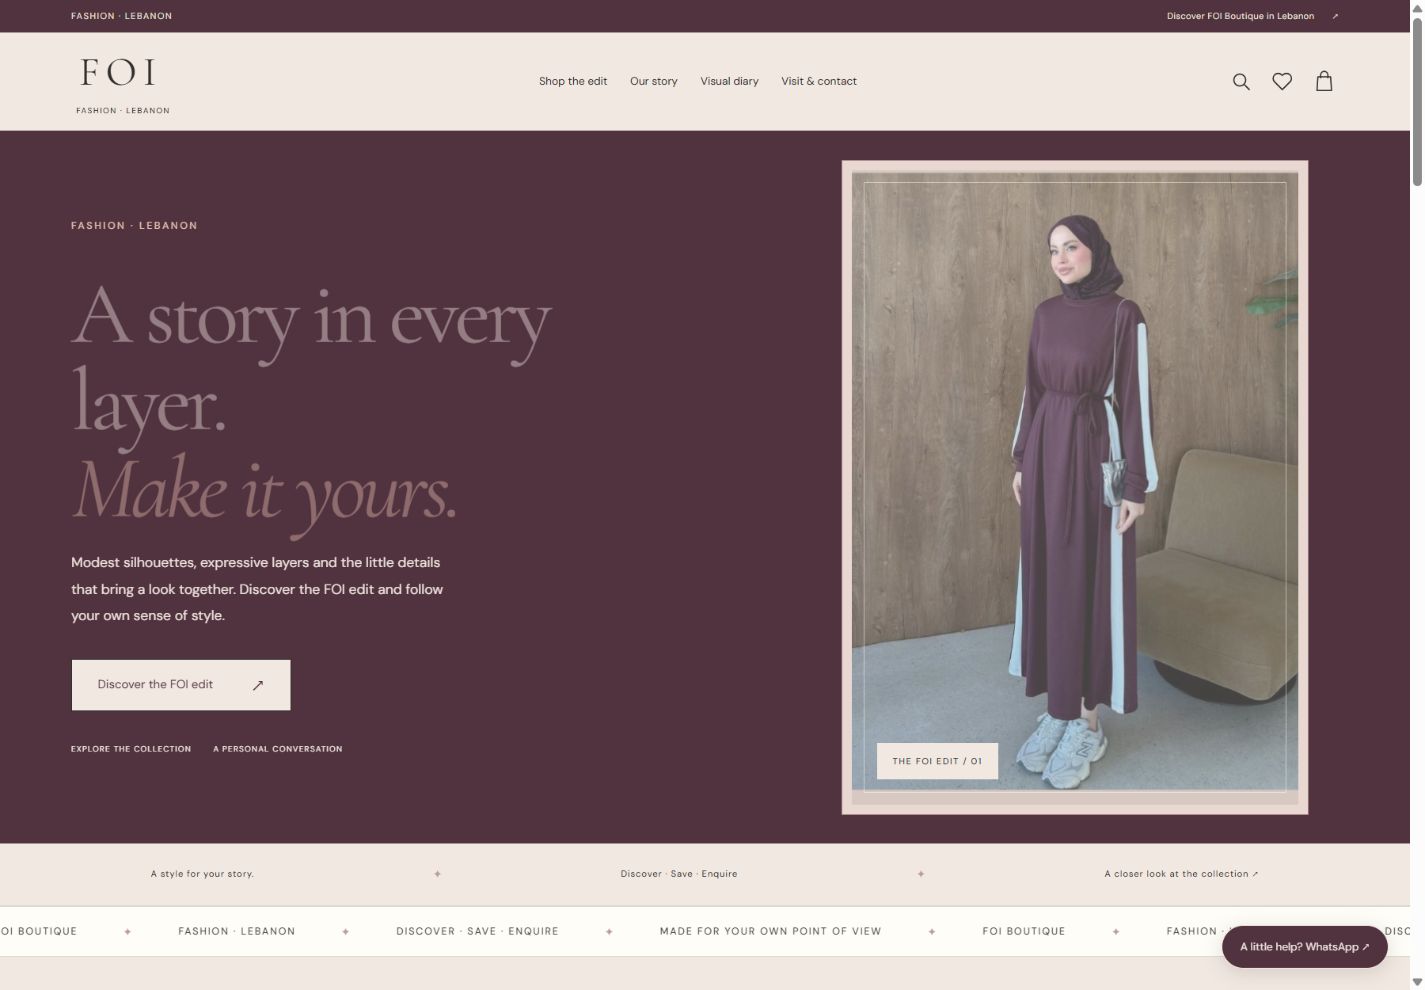 FASHION · LEBANON
Discover FOI Boutique in Lebanon ↗
FOI
FASHION · LEBANON
Shop the edit
Our story
Visual diary
Visit & contact
FASHION · LEBANON
A story in every
layer.
Make it yours.
Modest silhouettes, expressive layers and the little details
that bring a look together. Discover the FOI edit and follow
your own sense of style.
Discover the FOI edit ↗
EXPLORE THE COLLECTION
A PERSONAL CONVERSATION
THE FOI EDIT / 01
A style for your story.
✦
Discover · Save · Enquire
✦
A closer look at the collection ↗
OI BOUTIQUE ✦ FASHION · LEBANON ✦ DISCOVER · SAVE · ENQUIRE ✦ MADE FOR YOUR OWN POINT OF VIEW ✦ FOI BOUTIQUE ✦ FASHION ·
A little help? WhatsApp ↗